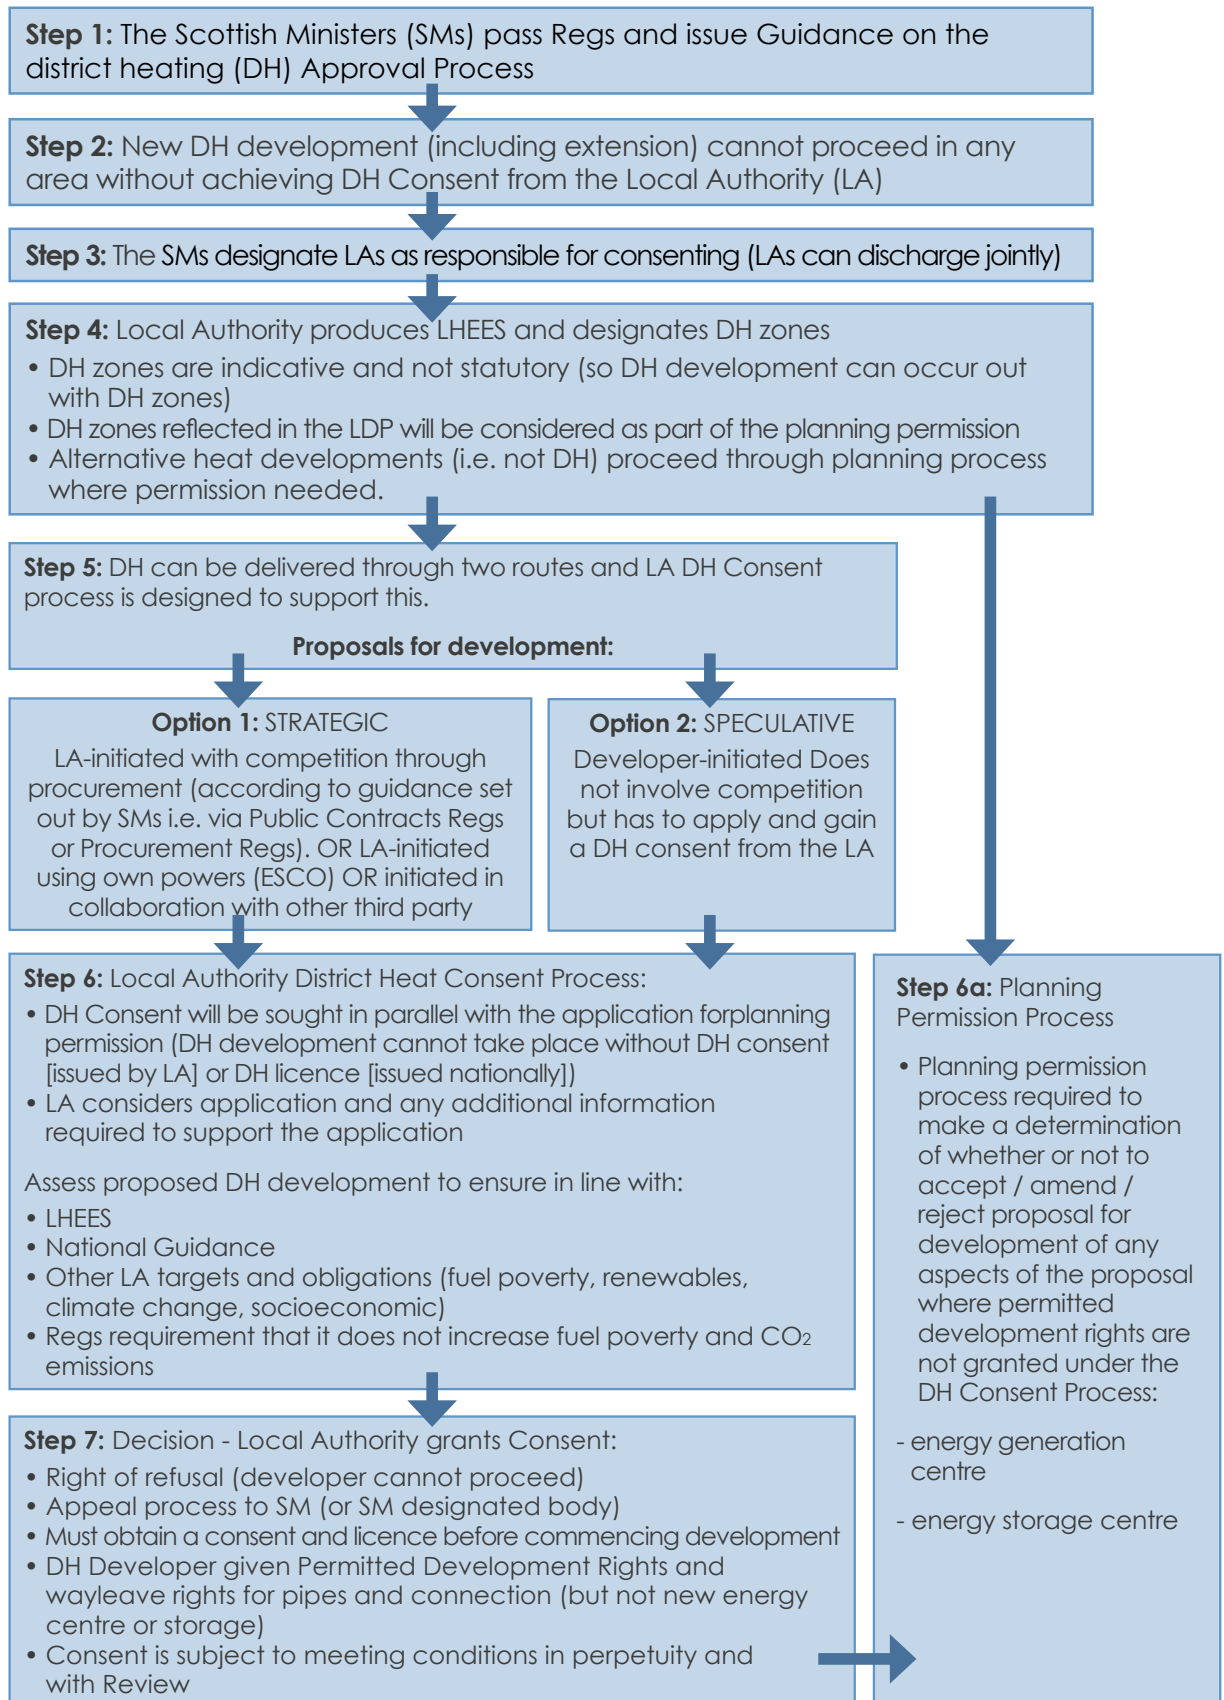 Step 1: The Scottish Ministers (SMs) pass Regs and issue Guidance on the
district heating (DH) Approval Process
Step 2: New DH development (including extension) cannot proceed in any
area without achieving DH Consent from the Local Authority (LA)
Step 3: The SMs designate LAs as responsible for consenting (LAs can discharge jointly)
Step 4: Local Authority produces LHEES and designates DH zones
• DH zones are indicative and not statutory (so DH development can occur out
with DH zones)
• DH zones reflected in the LDP will be considered as part of the planning permission
• Alternative heat developments (i.e. not DH) proceed through planning process
where permission needed.
Step 5: DH can be delivered through two routes and LA DH Consent
process is designed to support this.
Proposals for development:
Option 1: STRATEGIC
LA-initiated with competition through
procurement (according to guidance set
out by SMs i.e. via Public Contracts Regs
or Procurement Regs). OR LA-initiated
using own powers (ESCO) OR initiated in
collaboration with other third party
Option 2: SPECULATIVE
Developer-initiated Does
not involve competition
but has to apply and gain
a DH consent from the LA
Step 6: Local Authority District Heat Consent Process:
• DH Consent will be sought in parallel with the application forplanning
permission (DH development cannot take place without DH consent
[issued by LA] or DH licence [issued nationally])
• LA considers application and any additional information
required to support the application
Assess proposed DH development to ensure in line with:
• LHEES
• National Guidance
• Other LA targets and obligations (fuel poverty, renewables,
climate change, socioeconomic)
• Regs requirement that it does not increase fuel poverty and CO2
emissions
Step 6a: Planning
Permission Process
• Planning permission
process required to
make a determination
of whether or not to
accept / amend /
reject proposal for
development of any
aspects of the proposal
where permitted
development rights are
not granted under the
DH Consent Process:
- energy generation
centre
- energy storage centre
Step 7: Decision - Local Authority grants Consent:
• Right of refusal (developer cannot proceed)
• Appeal process to SM (or SM designated body)
• Must obtain a consent and licence before commencing development
• DH Developer given Permitted Development Rights and
wayleave rights for pipes and connection (but not new energy
centre or storage)
• Consent is subject to meeting conditions in perpetuity and
with Review